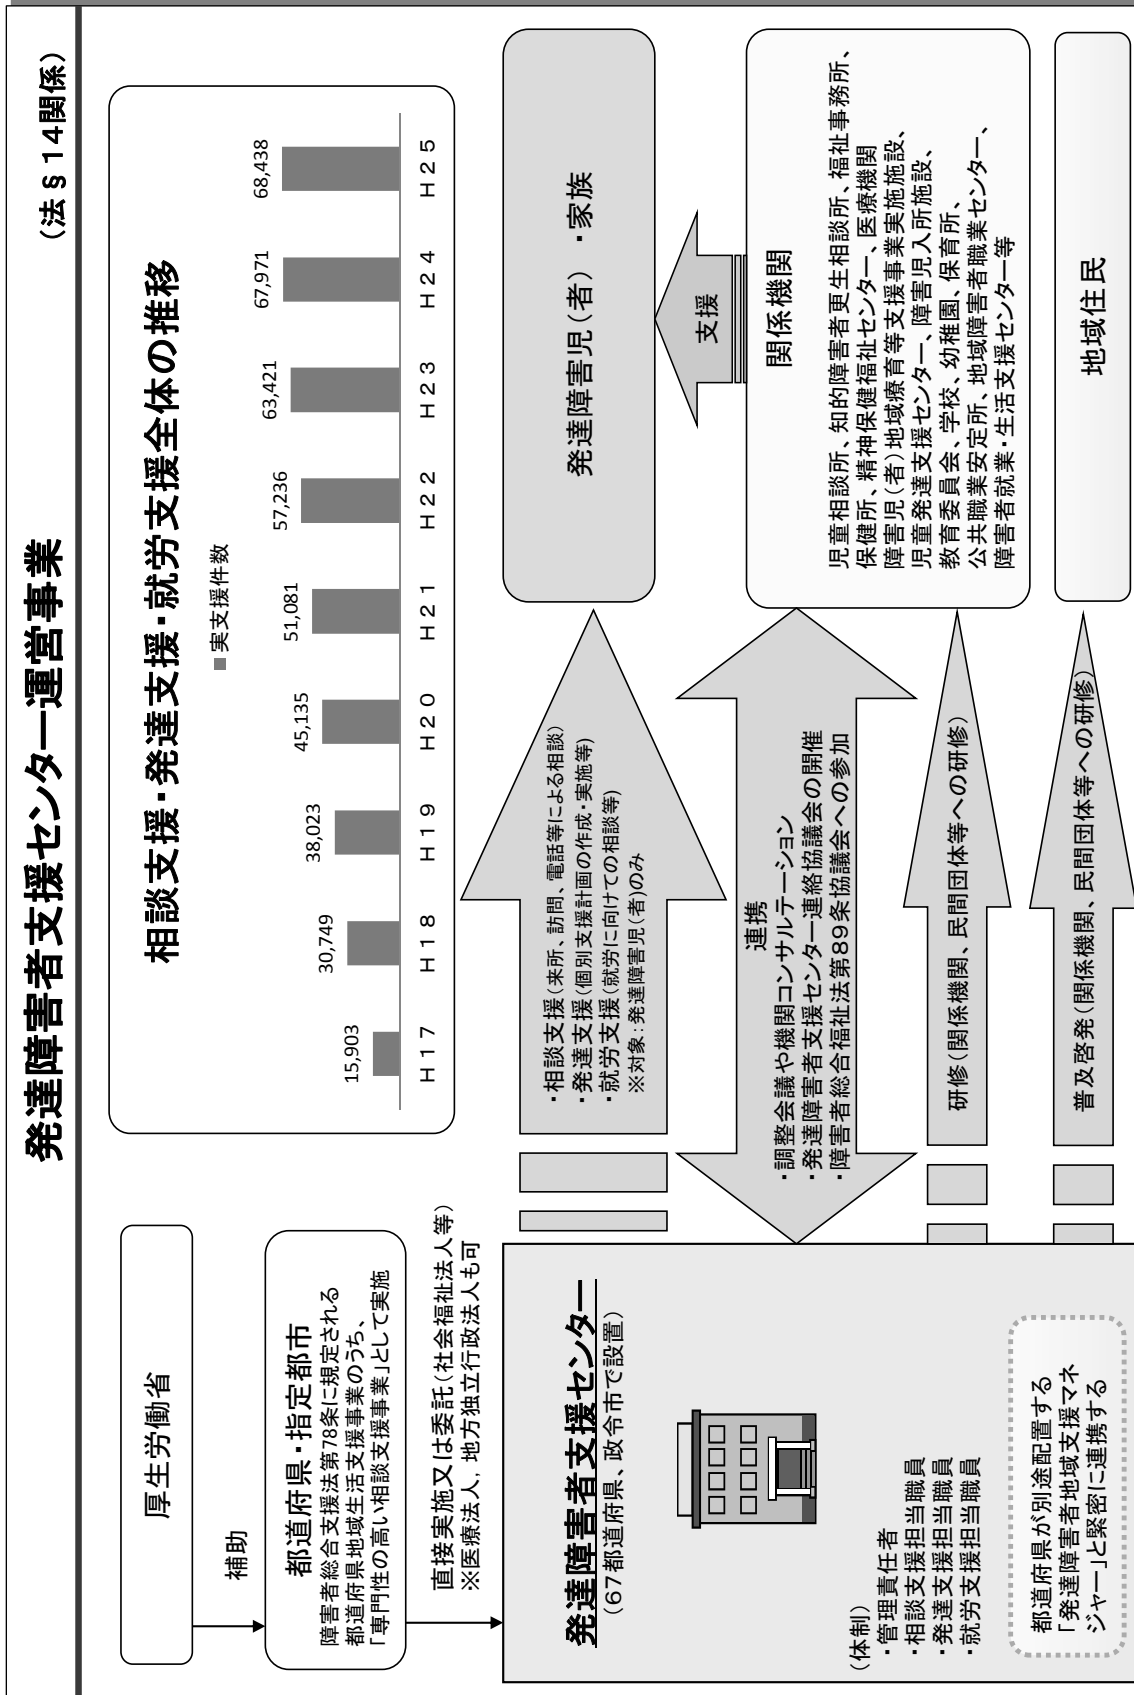 発達障害者支援センター運営事業
（法§14関係）
厚生労働省
補助
都道府県・指定都市
障害者総合支援法第78条に規定される
都道府県地域生活支援事業のうち、
「専門性の高い相談支援事業」として実施
直接実施又は委託（社会福祉法人等）
※医療法人，地方独立行政法人も可
相談支援・発達支援・就労支援全体の推移
■実支援件数
15,903
30,749
38,023
45,135
51,081
57,236
63,421
67,971
68,438
H17
H18
H19
H20
H21
H22
H23
H24
H25
発達障害者支援センター
（67都道府県、政令市で設置）
（体制）
・管理責任者
・相談支援担当職員
・発達支援担当職員
・就労支援担当職員
都道府県が別途配置する
「発達障害者地域支援マネ
ジャー」と緊密に連携する
・相談支援（来所、訪問、電話等による相談）
・発達支援（個別支援計画の作成・実施等）
・就労支援（就労に向けての相談等）
※対象：発達障害児（者）のみ
連携
・調整会議や機関コンサルテーション
・発達障害者支援センター連絡協議会の開催
・障害者総合福祉法第89条協議会への参加
研修（関係機関、民間団体等への研修）
普及啓発（関係機関、民間団体等への研修）
発達障害児（者）・家族
支援
関係機関
児童相談所、知的障害者更生相談所、福祉事務所、
保健所、精神保健福祉センター、医療機関
障害児（者）地域療育等支援事業実施施設、
児童発達支援センター、障害児入所施設、
教育委員会、学校、幼稚園、保育所、
公共職業安定所、地域障害者職業センター、
障害者就業・生活支援センター等
地域住民